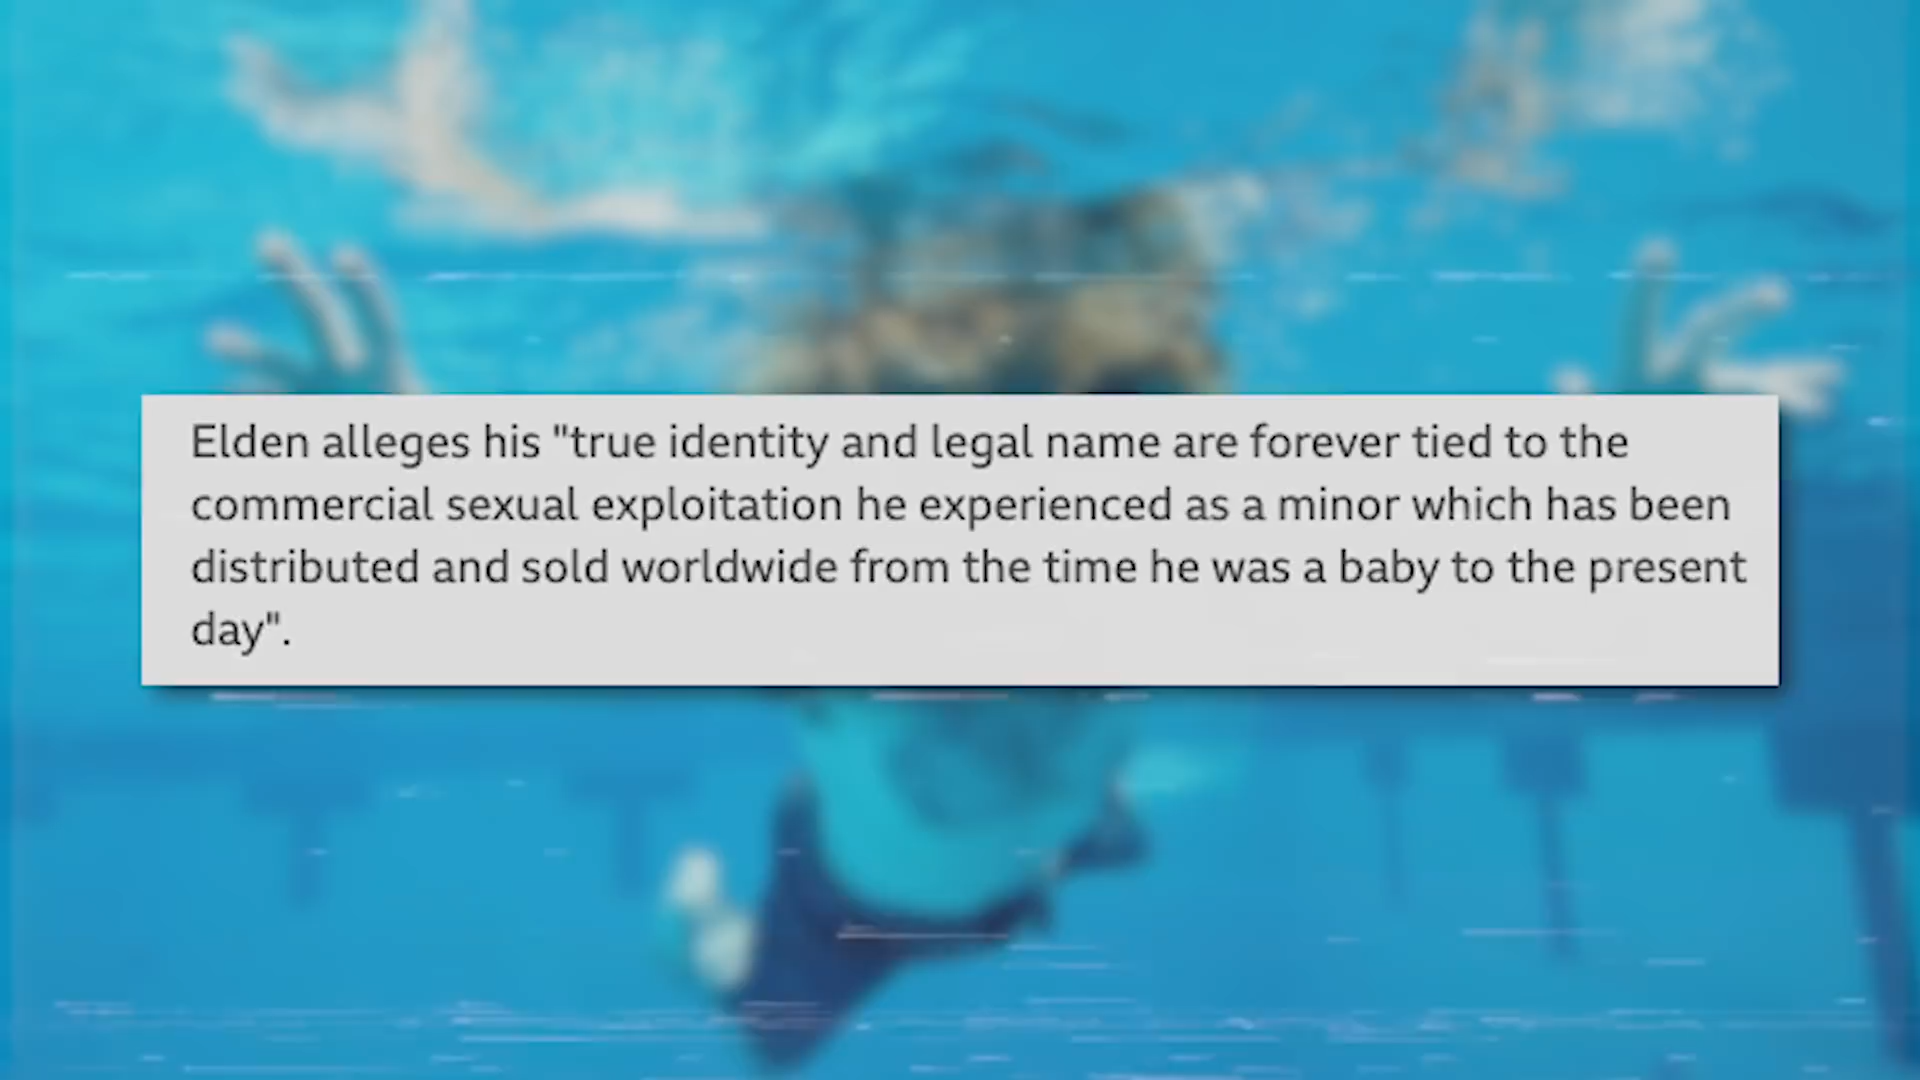 Elden alleges his "true identity and legal name are forever tied to the
commercial sexual exploitation he experienced as a minor which has been
distributed and sold worldwide from the time he was a baby to the present
day".